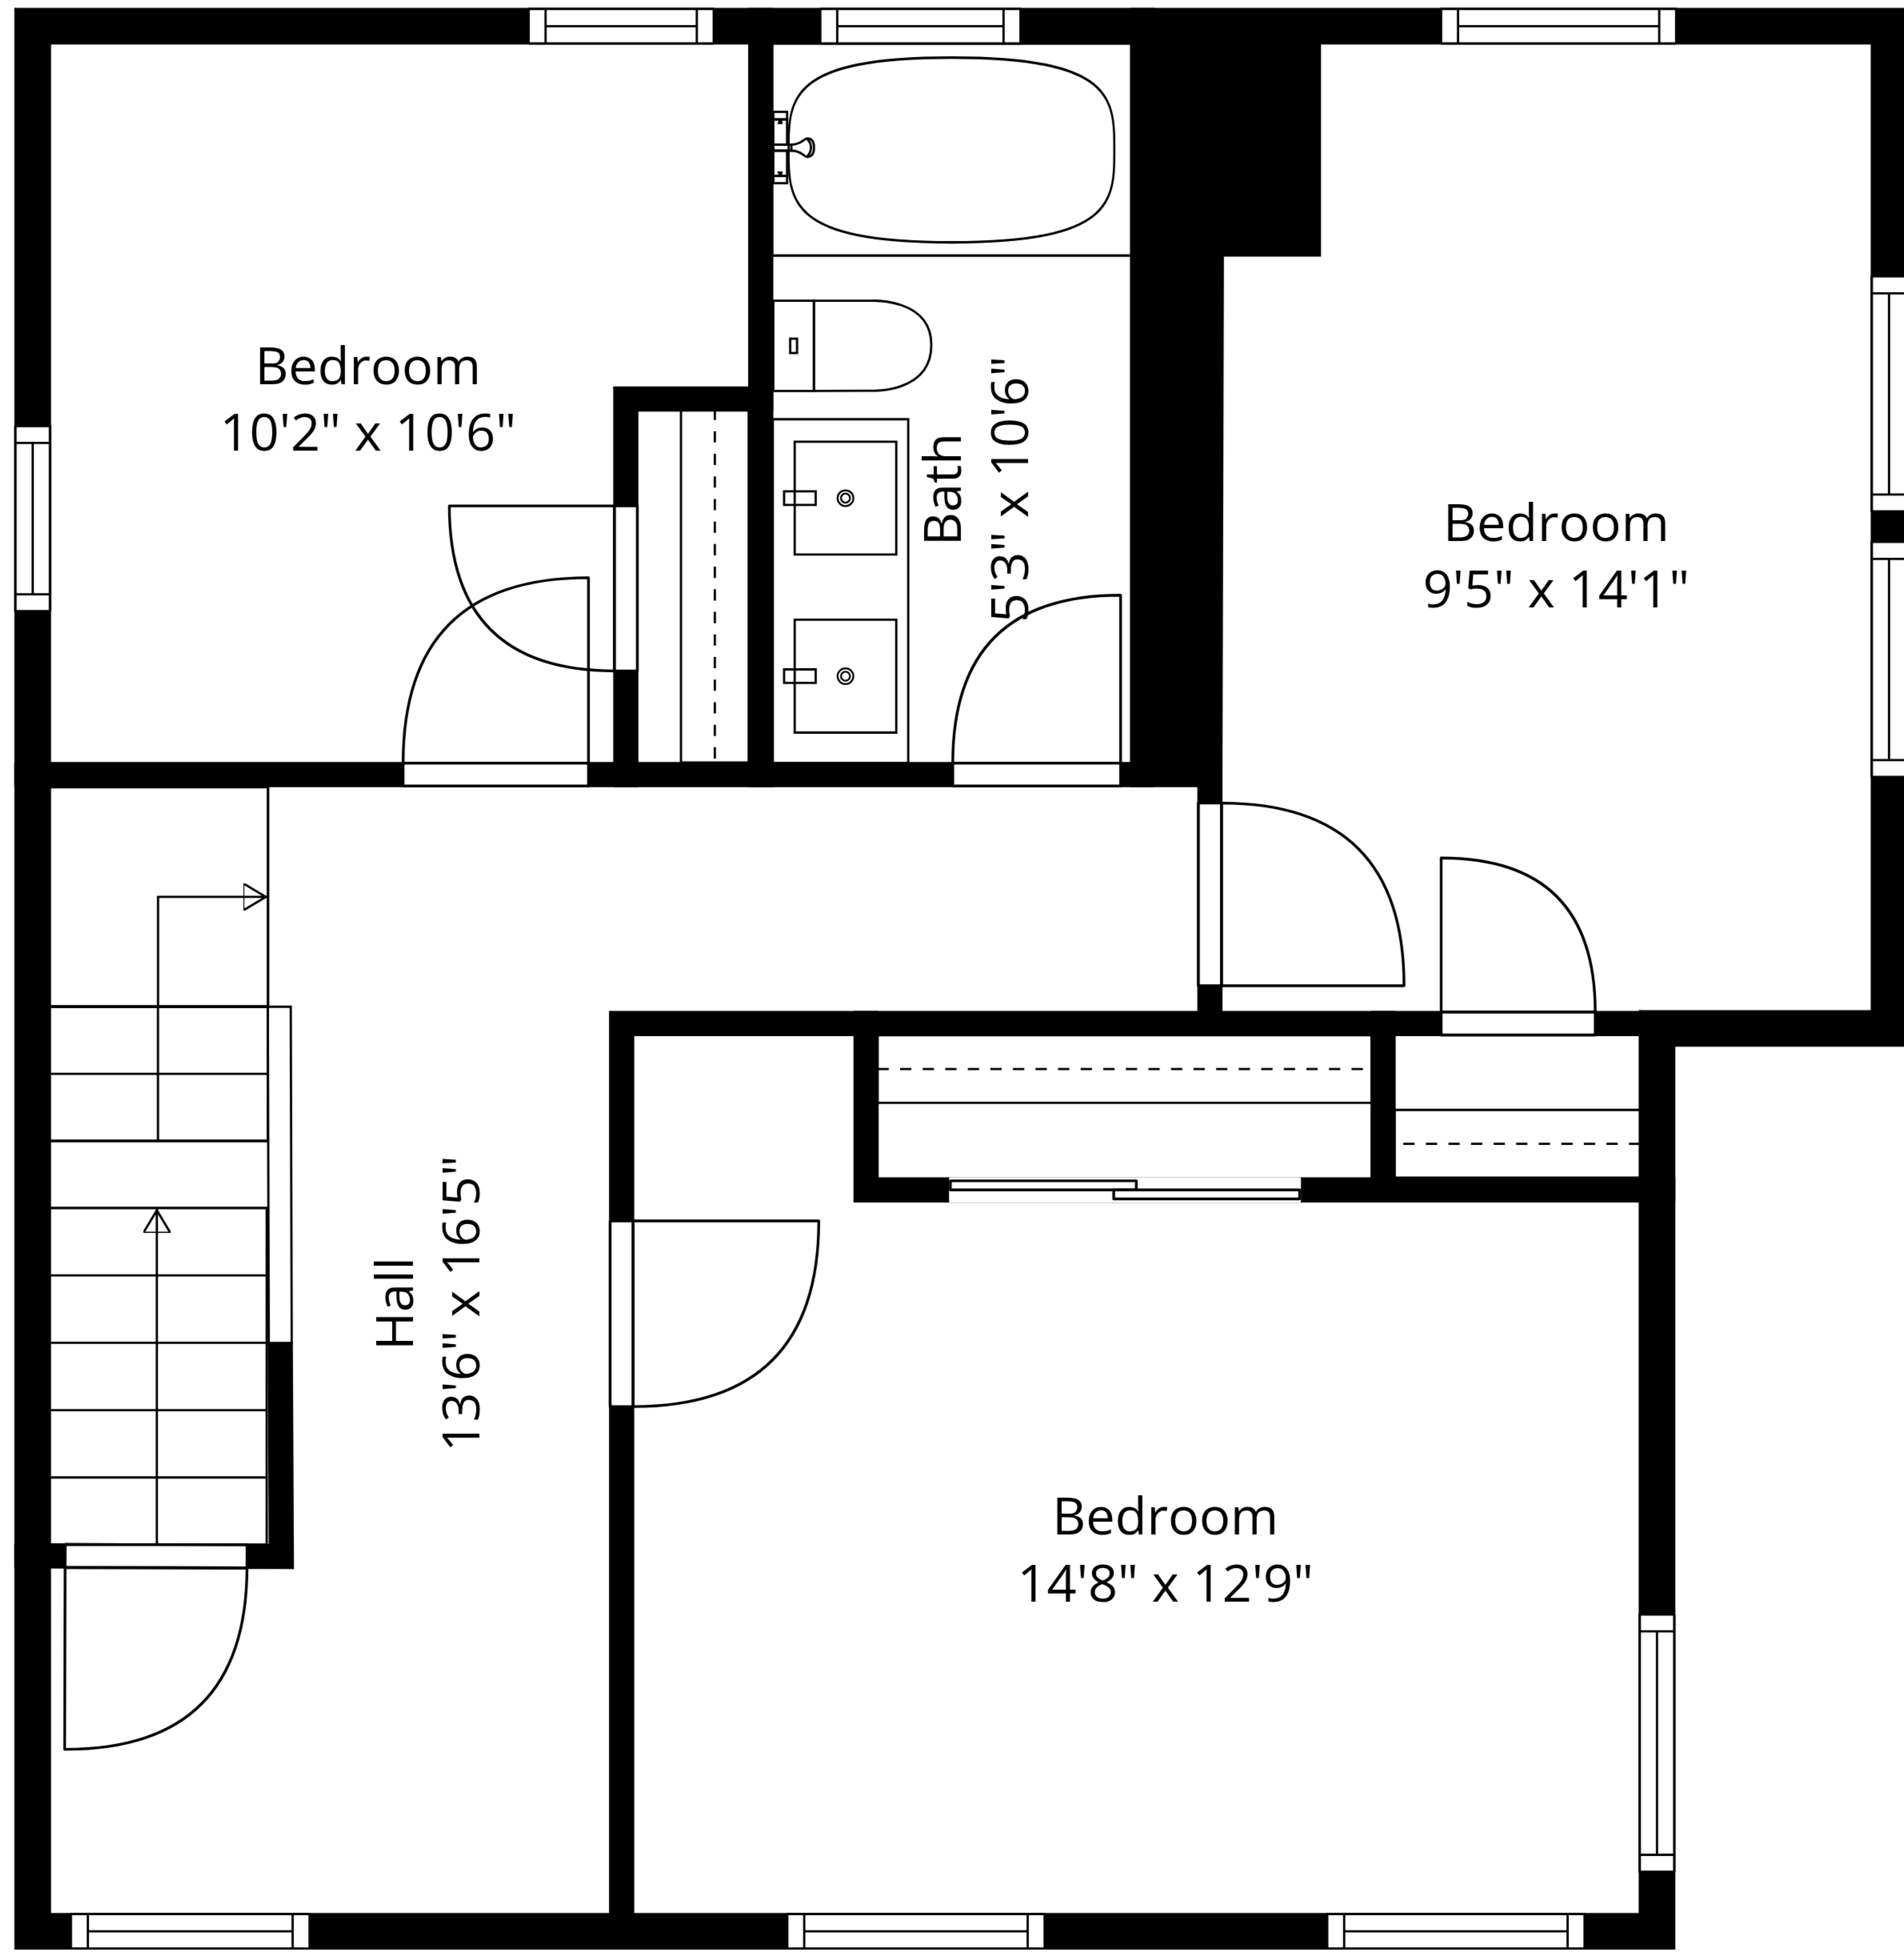 Bedroom
10'2" x 10'6"
Bath
5'3" x 10'6"
Bedroom
9'5" x 14'1"
Hall
13'6" x 16'5"
Bedroom
14'8" x 12'9"